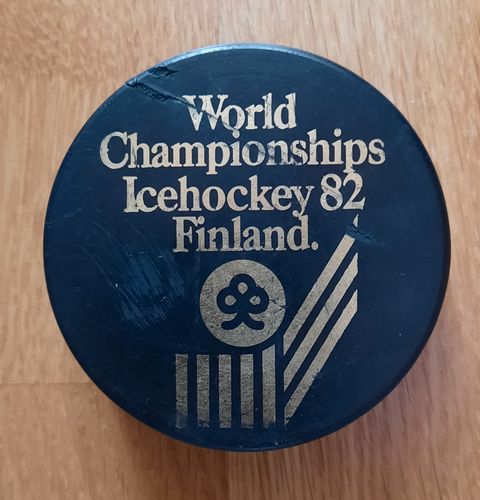 World
Championships
Icehockey 82
Finland.